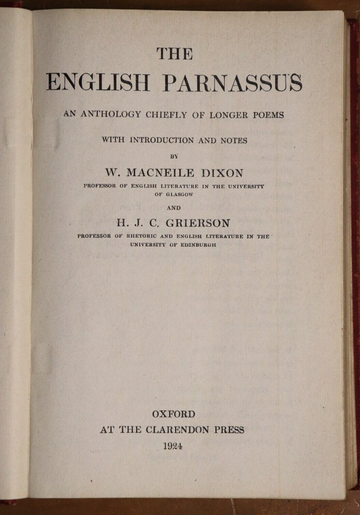 THE
ENGLISH PARNASSUS
AN ANTHOLOGY CHIEFLY OF LONGER POEMS
WITH INTRODUCTION AND NOTES
BY
W. MACNEILE DIXON
PROFESSOR OF ENGLISH LITERATURE IN THE UNIVERSITY
OF GLASGOW
AND
H. J. C. GRIERSON
PROFESSOR OF RHETORIC AND ENGLISH LITERATURE IN THE
UNIVERSITY OF EDINBURGH
OXFORD
AT THE CLARENDON PRESS
1924